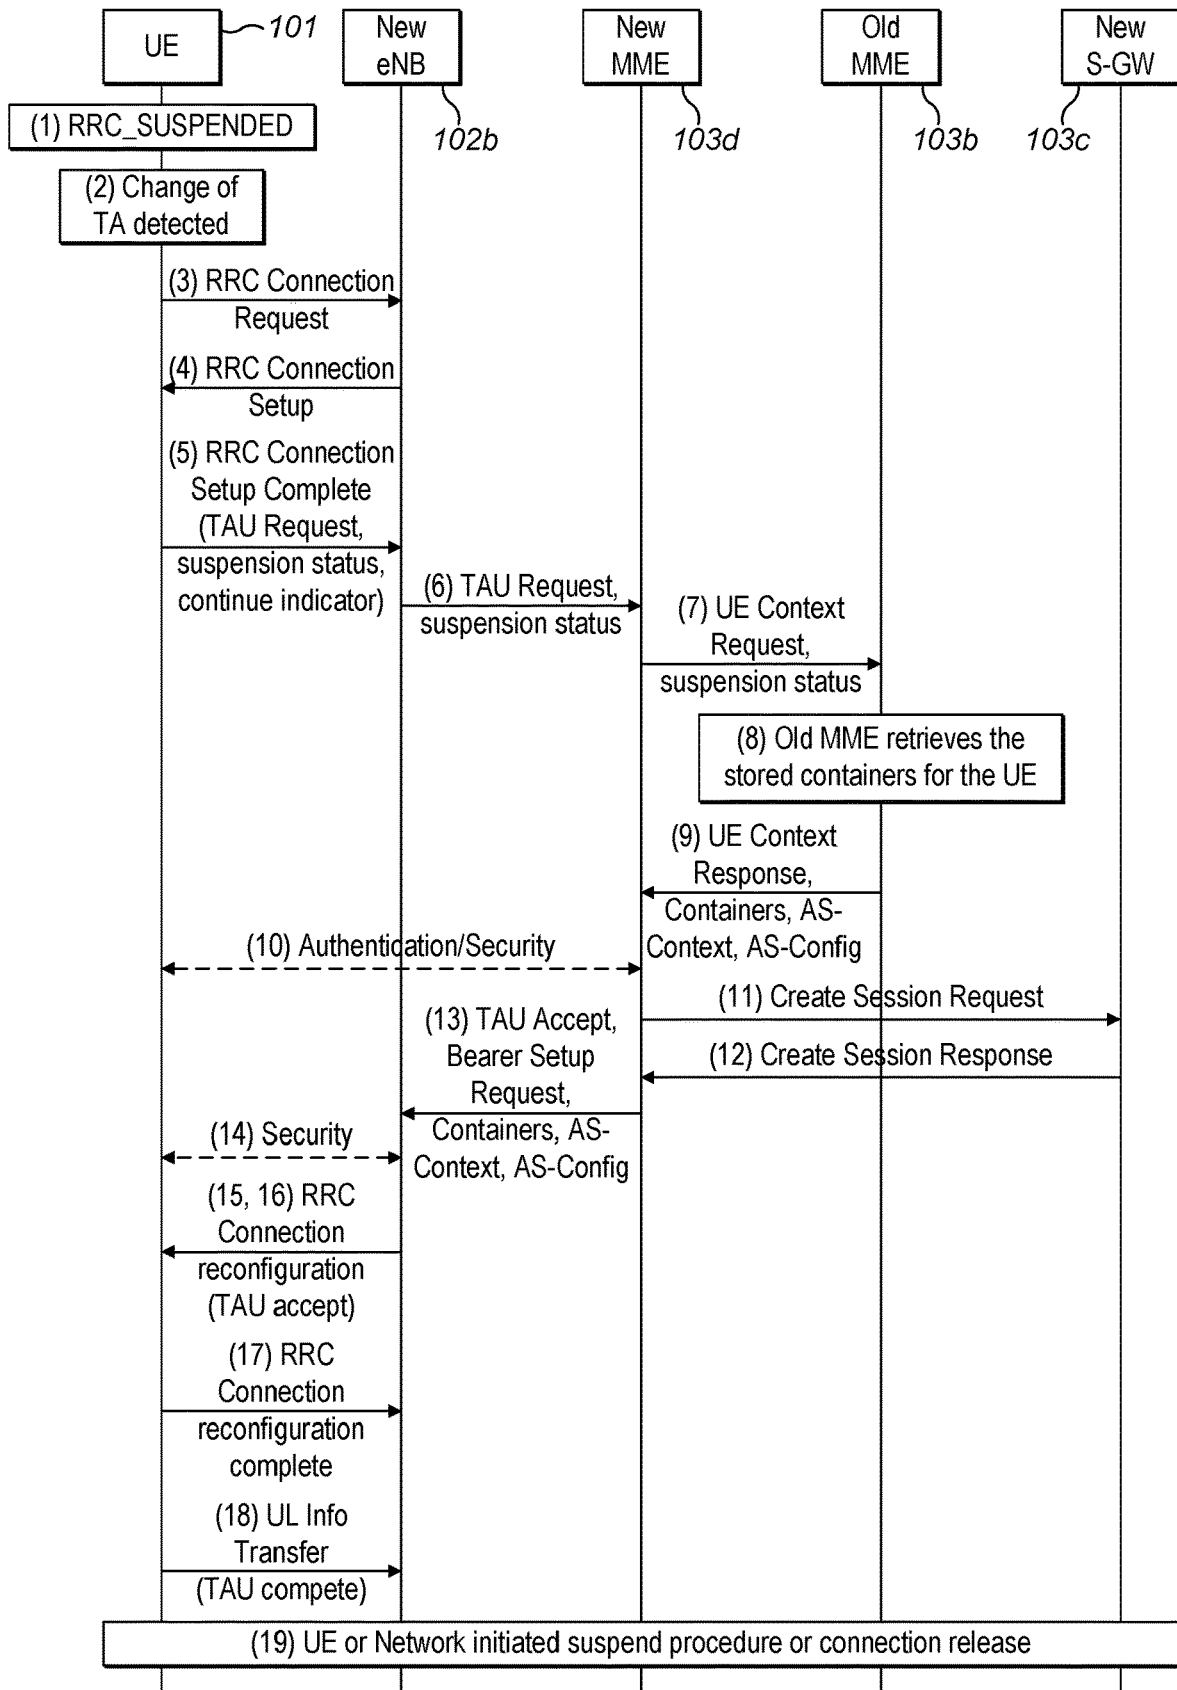 UE
101
New
eNB
102b
New
MME
103d
Old
MME
103b
New
S-GW
103c
(1) RRC_SUSPENDED
(2) Change of
TA detected
(3) RRC Connection
Request
(4) RRC Connection
Setup
(5) RRC Connection
Setup Complete
(TAU Request,
suspension status,
continue indicator)
(6) TAU Request,
suspension status
(7) UE Context
Request,
suspension status
(8) Old MME retrieves the
stored containers for the UE
(9) UE Context
Response,
Containers, AS-
Context, AS-Config
(10) Authentication/Security
(11) Create Session Request
(12) Create Session Response
(13) TAU Accept,
Bearer Setup
Request,
Containers, AS-
Context, AS-Config
(14) Security
(15, 16) RRC
Connection
reconfiguration
(TAU accept)
(17) RRC
Connection
reconfiguration
complete
(18) UL Info
Transfer
(TAU compete)
(19) UE or Network initiated suspend procedure or connection release